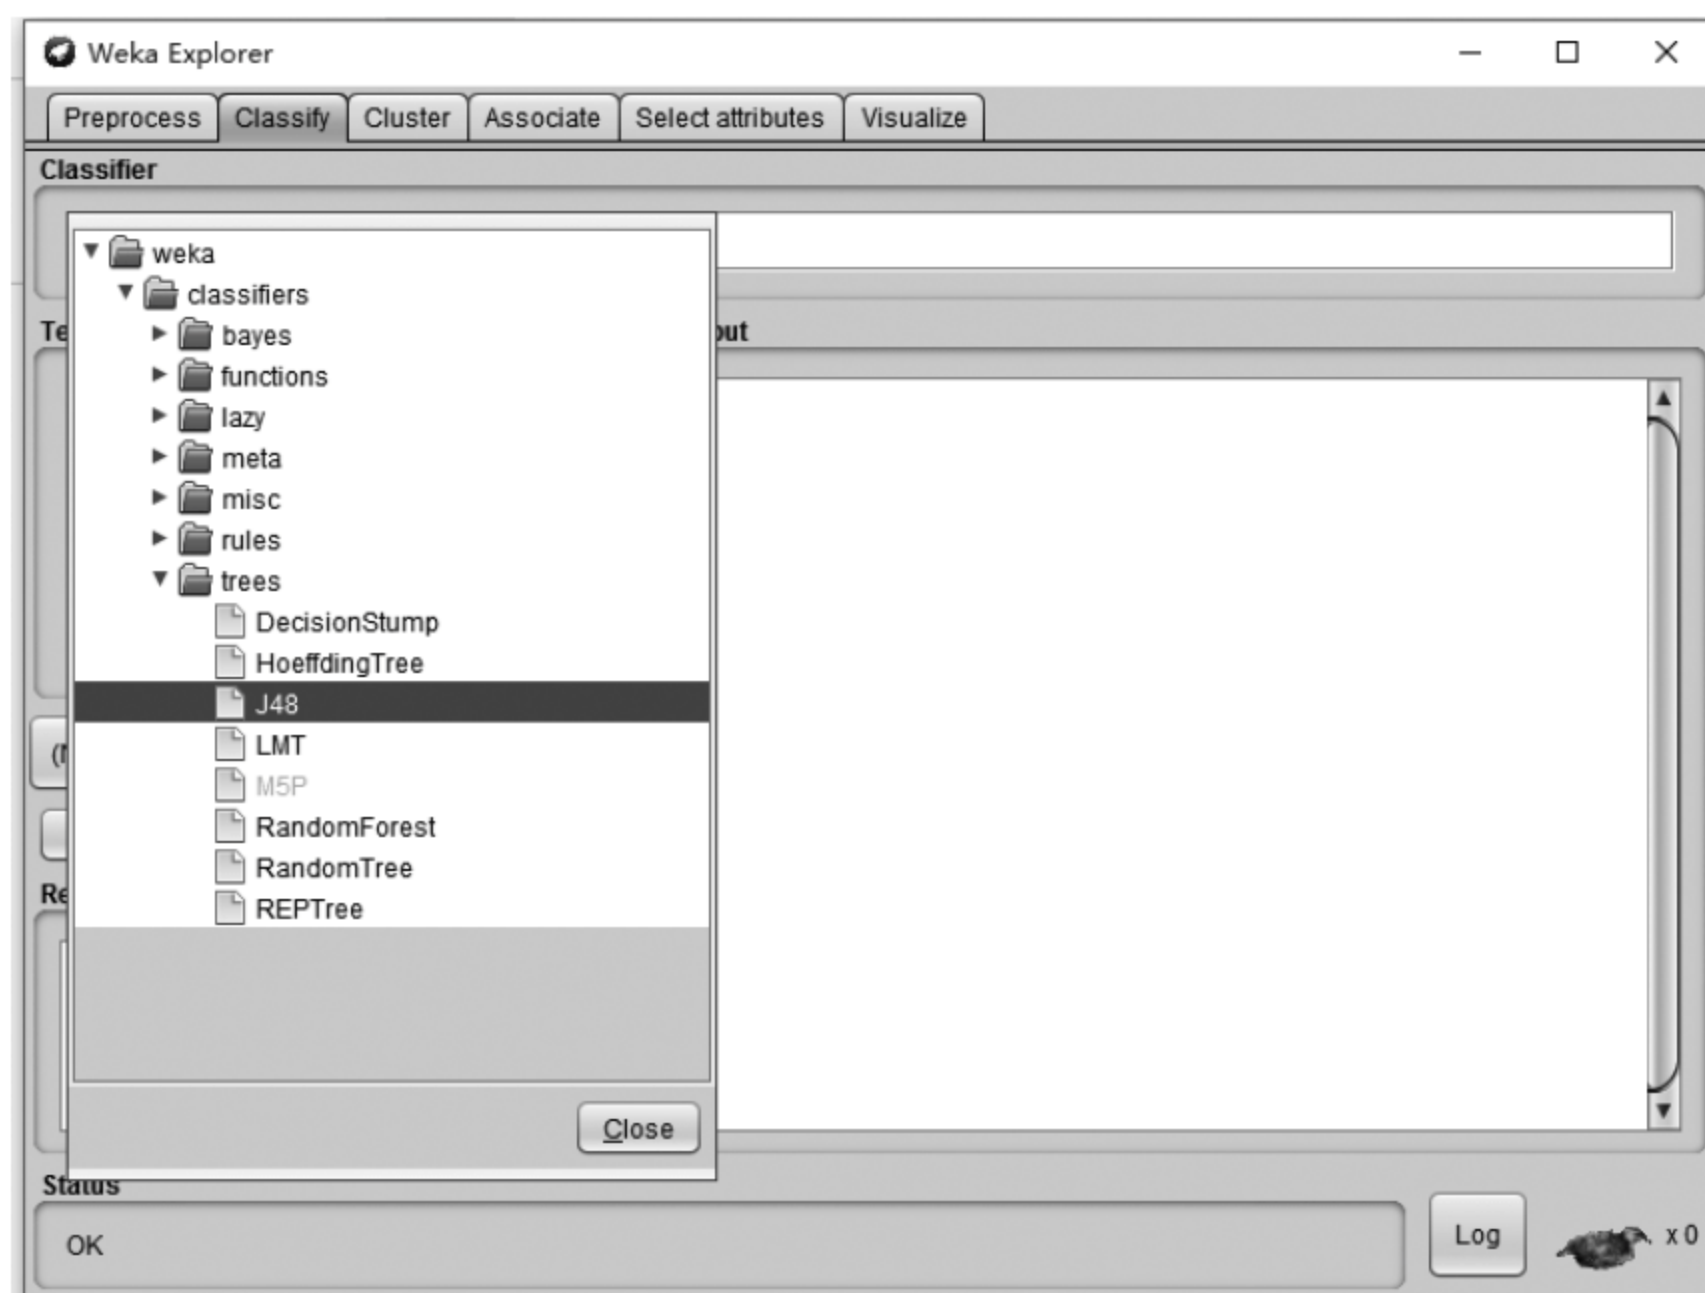 Weka Explorer
Preprocess Classify Cluster Associate Select attributes Visualize
Classifier
weka
classifiers
bayes
functions
lazy
meta
misc
rules
trees
DecisionStump
HoeffdingTree
J48
LMT
M5P
RandomForest
RandomTree
REPTree
Close
Status
OK
Log
x 0